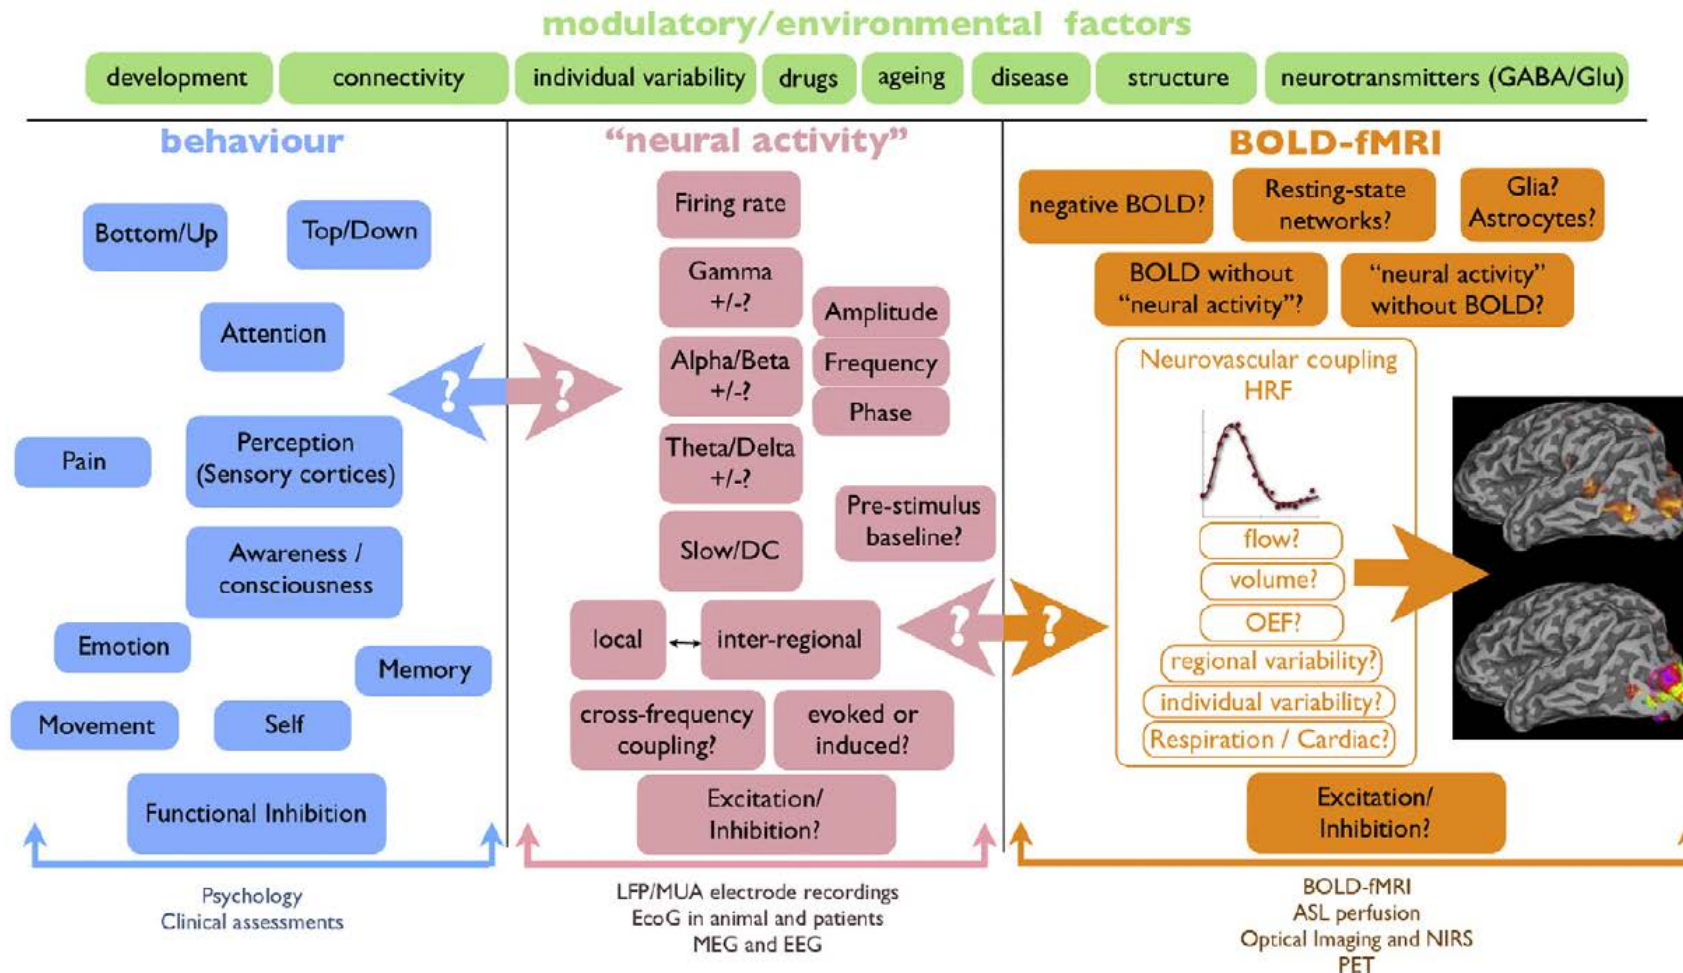 modulatory/environmental factors
development
connectivity
individual variability
drugs
ageing
disease
structure
neurotransmitters (GABA/Glu)
behaviour
Bottom/Up
Top/Down
Attention
?
Pain
Perception
(Sensory cortices)
Awareness /
consciousness
Emotion
Memory
Movement
Self
Functional Inhibition
Psychology
Clinical assessments
“neural activity”
Firing rate
Gamma
+/-?
Amplitude
?
Alpha/Beta
+/-?
Frequency
Phase
Theta/Delta
+/-?
Pre-stimulus
baseline?
Slow/DC
local
inter-regional
?
cross-frequency
coupling?
evoked or
induced?
Excitation/
Inhibition?
LFP/MUA electrode recordings
EcoG in animal and patients
MEG and EEG
BOLD-fMRI
negative BOLD?
Resting-state
networks?
Glia?
Astrocytes?
BOLD without
“neural activity”?
“neural activity”
without BOLD?
Neurovascular coupling
HRF
flow?
volume?
OEF?
?
regional variability?
individual variability?
Respiration / Cardiac?
Excitation/
Inhibition?
BOLD-fMRI
ASL perfusion
Optical Imaging and NIRS
PET